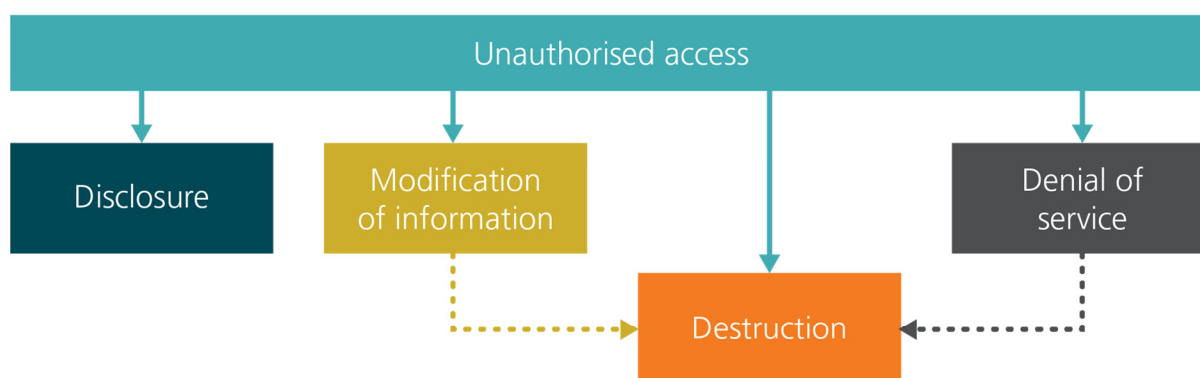 Unauthorised access
Disclosure
Modification
of information
Denial of
service
Destruction